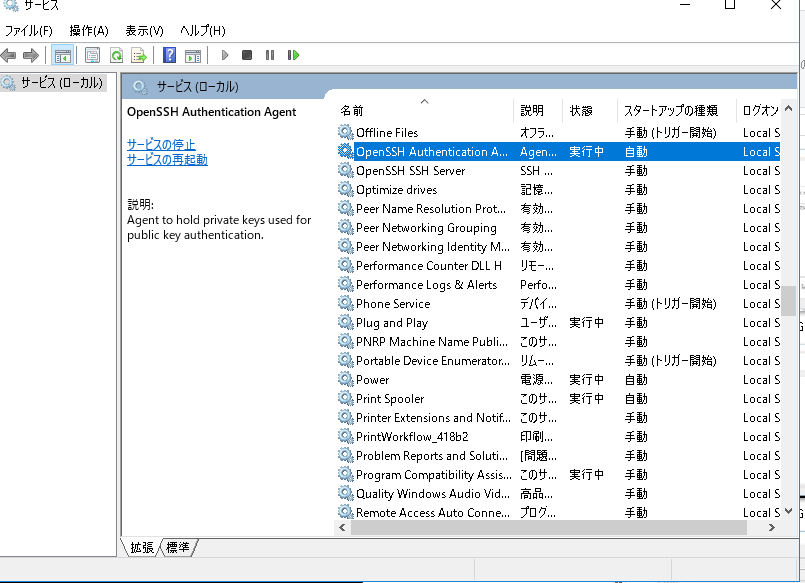 サービス
ファイル(F) 操作(A) 表示(V) ヘルプ(H)
サービス (ローカル)
サービス (ローカル)
OpenSSH Authentication Agent
サービスの停止
サービスの再起動
説明:
Agent to hold private keys used for
public key authentication.
名前 説明 状態 スタートアップの種類 ログオン
Offline Files オフラ... 手動 (トリガー開始) Local S
OpenSSH Authentication A... Agen... 実行中 自動 Local S
OpenSSH SSH Server SSH ... 手動 Local S
Optimize drives 記憶... 手動 Local S
Peer Name Resolution Prot... 有効... 手動 Local S
Peer Networking Grouping 有効... 手動 Local S
Peer Networking Identity M... 有効... 手動 Local S
Performance Counter DLL H リモー... 手動 Local S
Performance Logs & Alerts Perfo... 手動 Local S
Phone Service デバイ... 手動 (トリガー開始) Local S
Plug and Play ユーザ... 実行中 手動 Local S
PNRP Machine Name Publi... このサ... 手動 Local S
Portable Device Enumerator... リムー... 手動 (トリガー開始) Local S
Power 電源... 実行中 自動 Local S
Print Spooler このサ... 実行中 自動 Local S
Printer Extensions and Notif... このサ... 手動 Local S
PrintWorkflow_418b2 印刷... 手動 Local S
Problem Reports and Soluti... [問題... 手動 Local S
Program Compatibility Assis... このサ... 実行中 手動 Local S
Quality Windows Audio Vid... 高品... 手動 Local S
Remote Access Auto Conne... プログ... 手動 Local S
拡張 標準